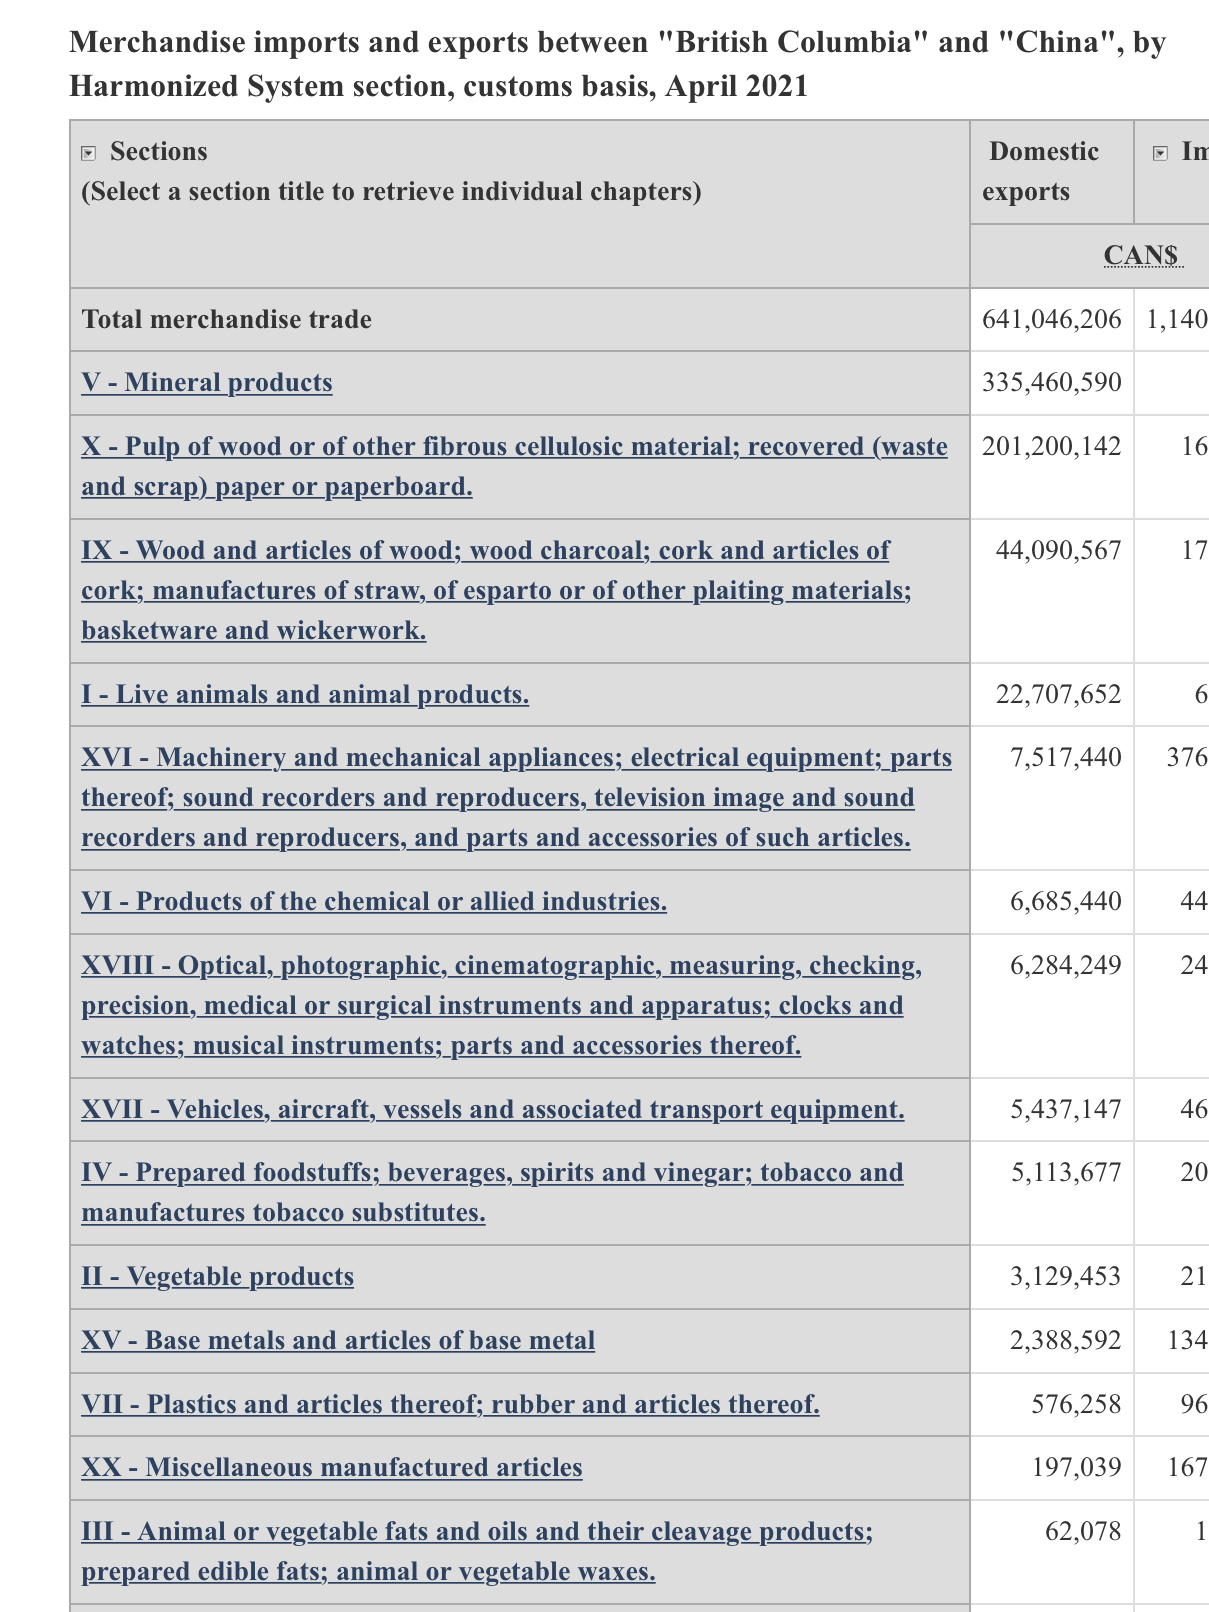 Merchandise imports and exports between "British Columbia" and "China", by
Harmonized System section, customs basis, April 2021
Sections
(Select a section title to retrieve individual chapters)
Domestic
exports
Im
CAN$
Total merchandise trade 641,046,206 1,140
V - Mineral products 335,460,590
X - Pulp of wood or of other fibrous cellulosic material; recovered (waste 201,200,142 16
and scrap) paper or paperboard.
IX - Wood and articles of wood; wood charcoal; cork and articles of 44,090,567 17
cork; manufactures of straw, of esparto or of other plaiting materials;
basketware and wickerwork.
I - Live animals and animal products. 22,707,652 6
XVI - Machinery and mechanical appliances; electrical equipment; parts 7,517,440 376
thereof; sound recorders and reproducers, television image and sound
recorders and reproducers, and parts and accessories of such articles.
VI - Products of the chemical or allied industries. 6,685,440 44
XVIII - Optical, photographic, cinematographic, measuring, checking, 6,284,249 24
precision, medical or surgical instruments and apparatus; clocks and
watches; musical instruments; parts and accessories thereof.
XVII - Vehicles, aircraft, vessels and associated transport equipment. 5,437,147 46
IV - Prepared foodstuffs; beverages, spirits and vinegar; tobacco and 5,113,677 20
manufactures tobacco substitutes.
II - Vegetable products 3,129,453 21
XV - Base metals and articles of base metal 2,388,592 134
VII - Plastics and articles thereof; rubber and articles thereof. 576,258 96
XX - Miscellaneous manufactured articles 197,039 167
III - Animal or vegetable fats and oils and their cleavage products; 62,078 1
prepared edible fats; animal or vegetable waxes.